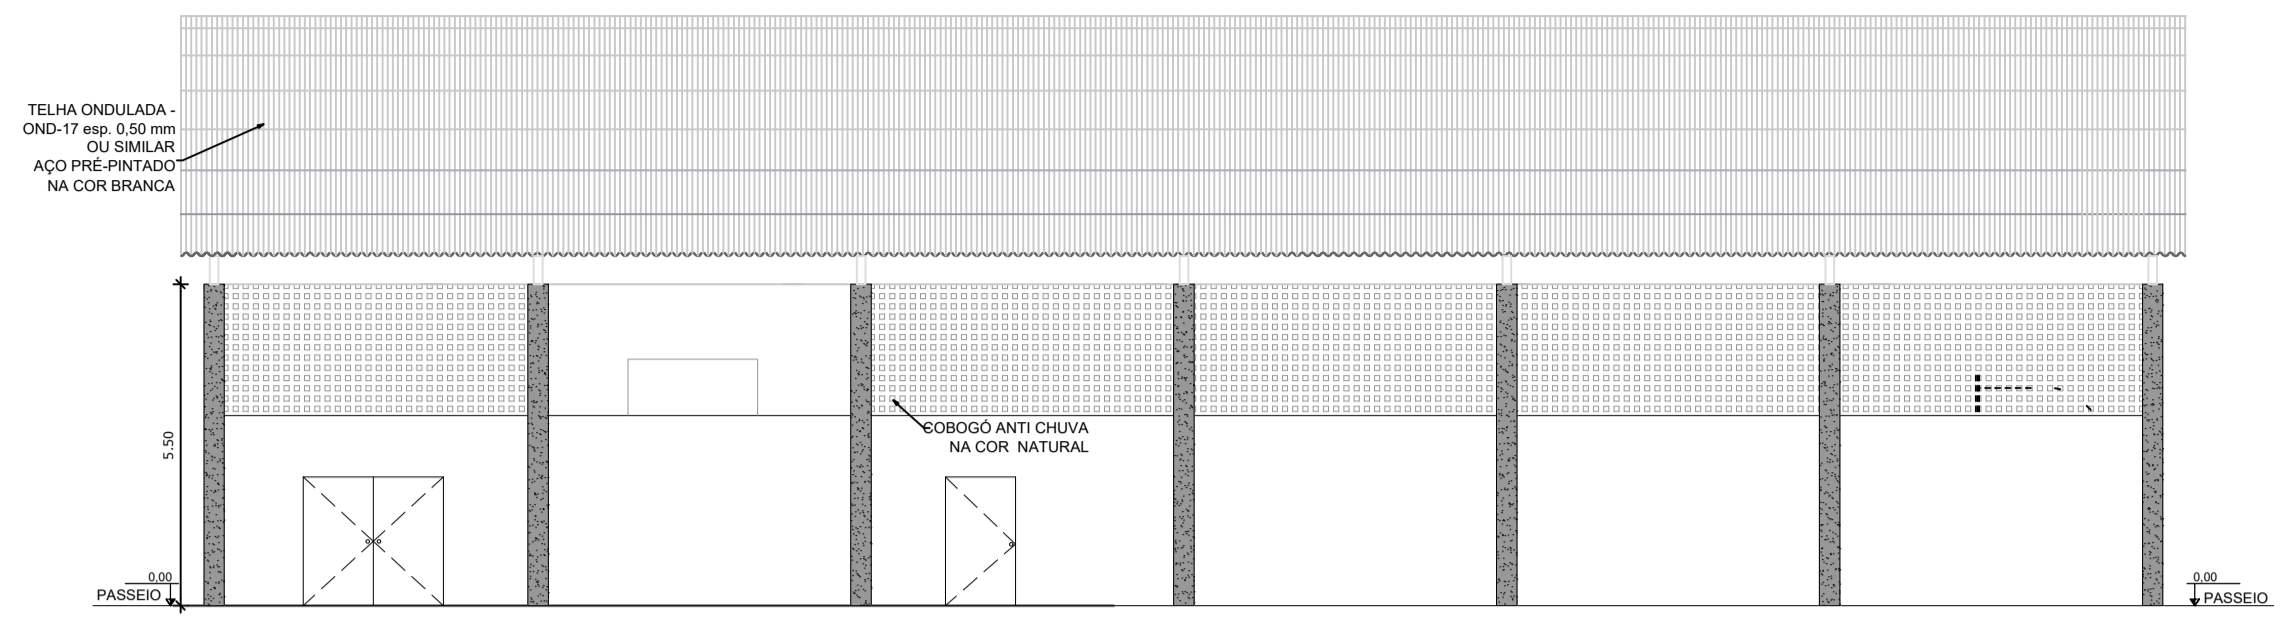 TELHA ONDULADA -
OND-17 esp. 0,50 mm
OU SIMILAR
AÇO PRÉ-PINTADO
NA COR BRANCA
COBOGÓ ANTI CHUVA
NA COR NATURAL
5.50
0,00
PASSEIO
0,00
PASSEIO